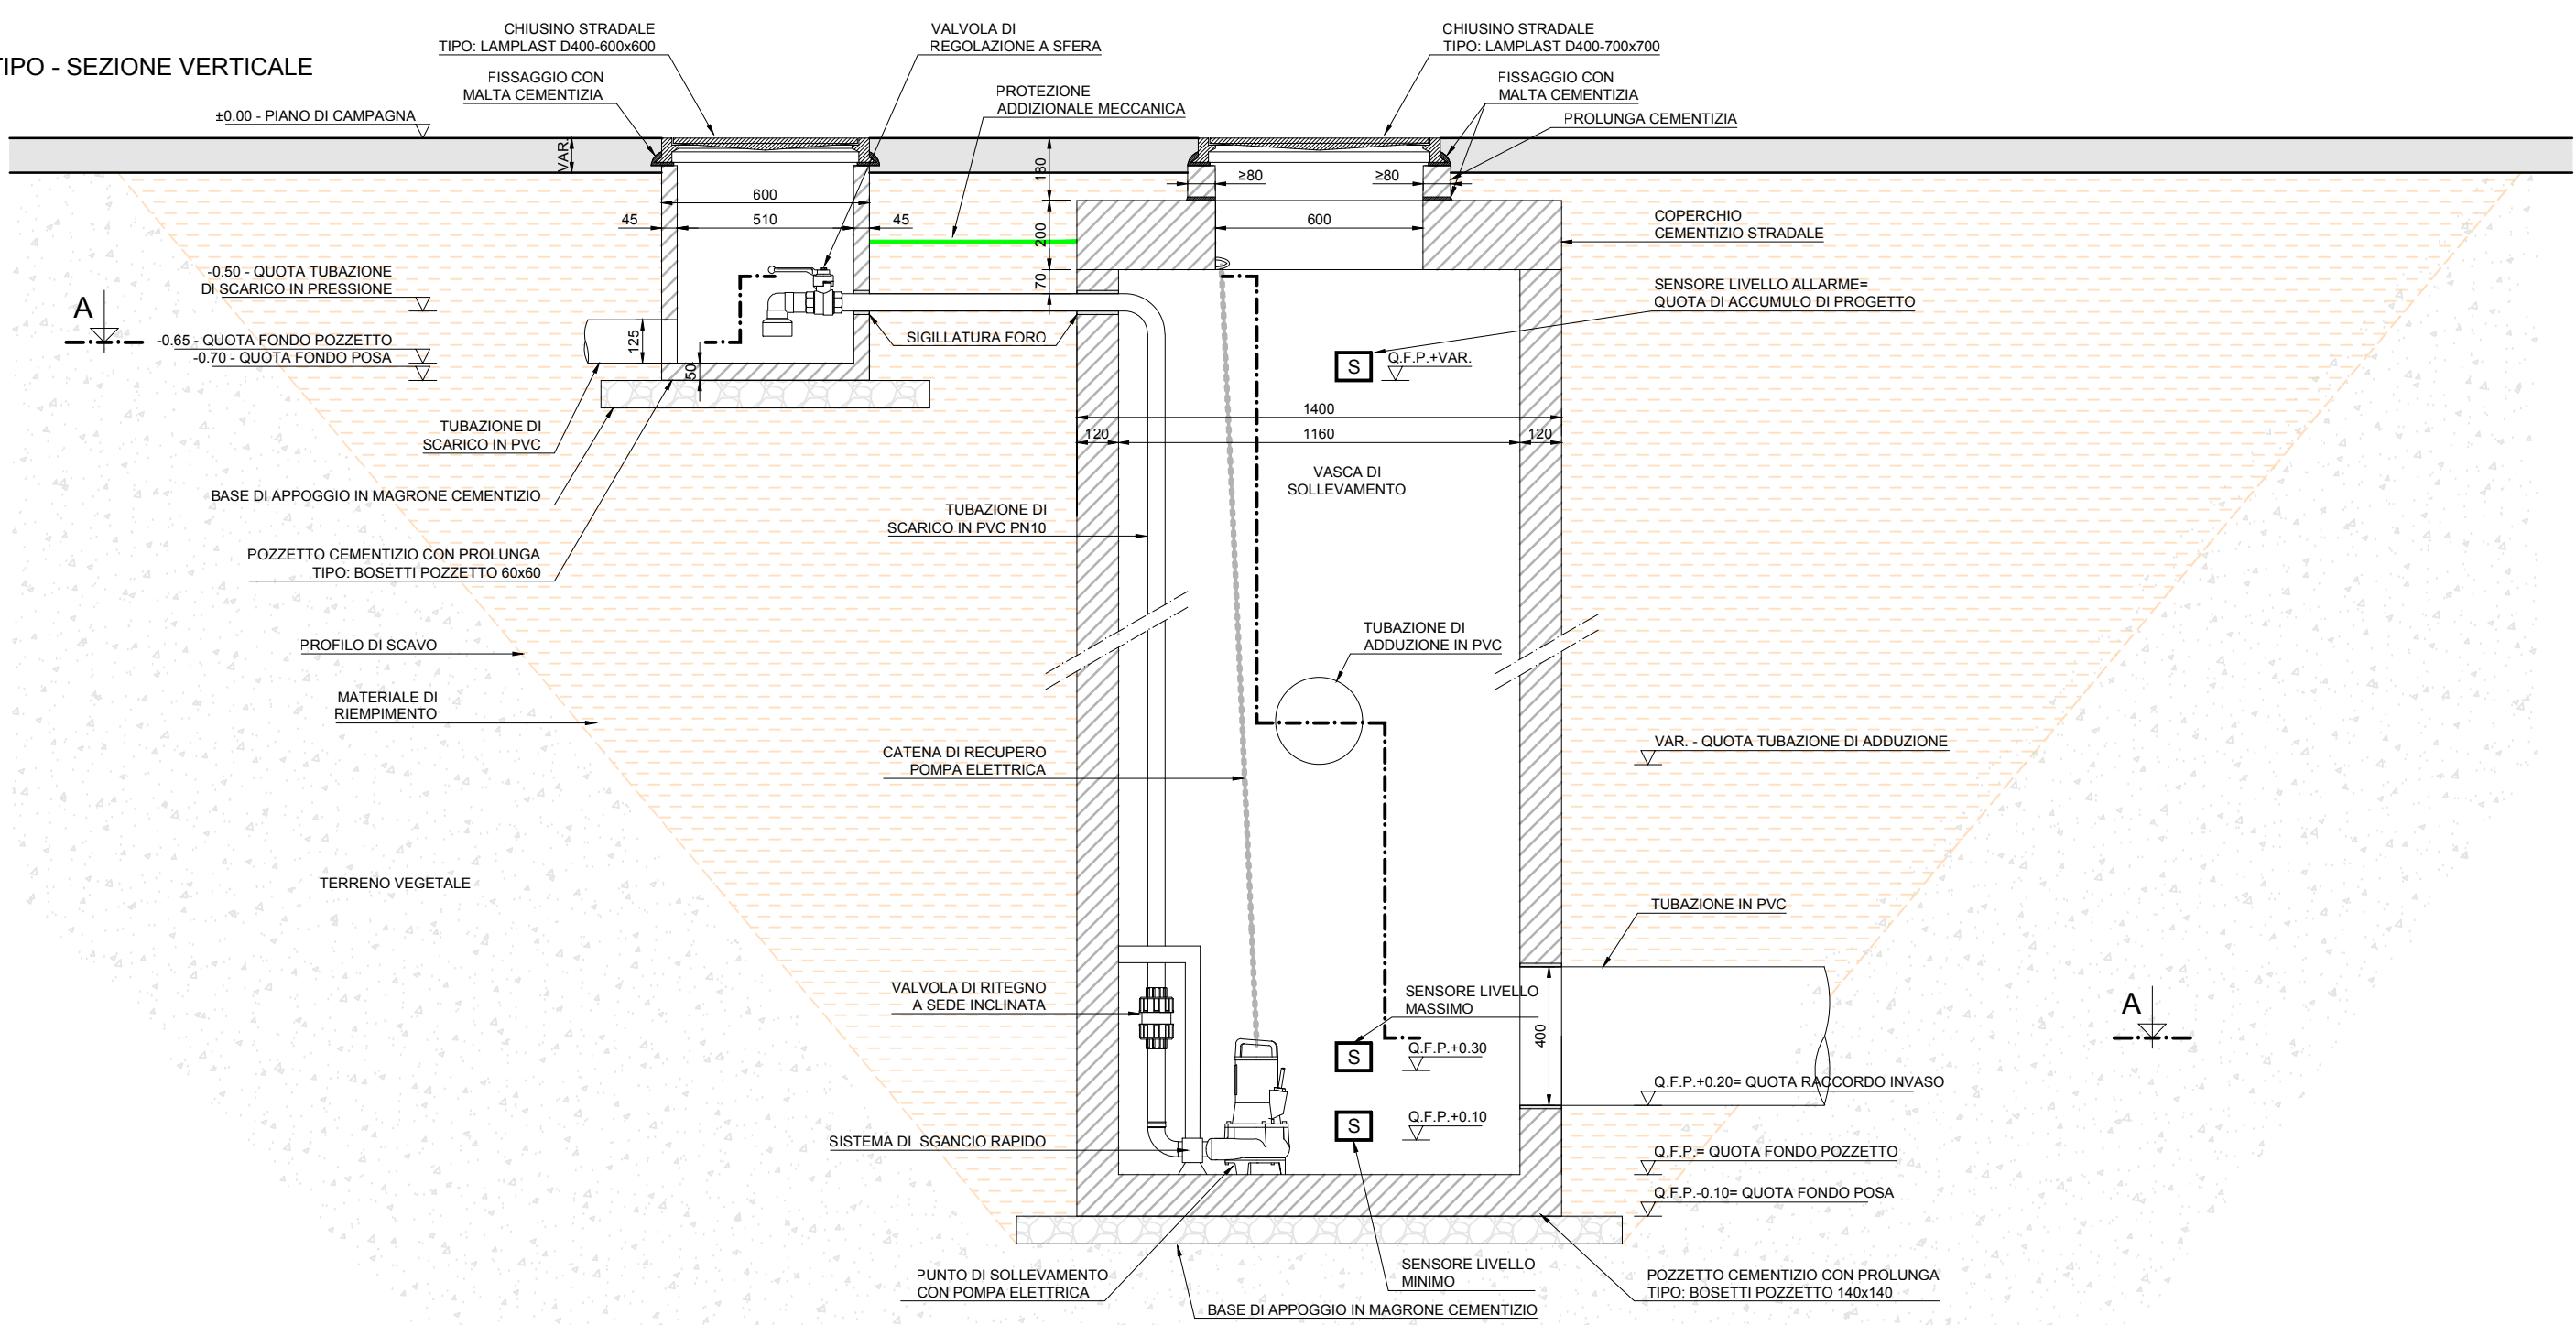 TIPO - SEZIONE VERTICALE
CHIUSINO STRADALE
TIPO: LAMPLAST D400-600x600
FISSAGGIO CON
MALTA CEMENTIZIA
±0.00 - PIANO DI CAMPAGNA
VALVOLA DI
REGOLAZIONE A SFERA
PROTEZIONE
ADDIZIONALE MECCANICA
CHIUSINO STRADALE
TIPO: LAMPLAST D400-700x700
FISSAGGIO CON
MALTA CEMENTIZIA
PROLUNGA CEMENTIZIA
VAR.
180
≥80
≥80
600
45
510
45
200
600
COPERCHIO
CEMENTIZIO STRADALE
-0.50 - QUOTA TUBAZIONE
DI SCARICO IN PRESSIONE
70
SENSORE LIVELLO ALLARME=
QUOTA DI ACCUMULO DI PROGETTO
A
-0.65 - QUOTA FONDO POZZETTO
-0.70 - QUOTA FONDO POSA
125
SIGILLATURA FORO
50
S
Q.F.P.+VAR.
1400
120
1160
120
TUBAZIONE DI
SCARICO IN PVC
VASCA DI
SOLLEVAMENTO
BASE DI APPOGGIO IN MAGRONE CEMENTIZIO
TUBAZIONE DI
SCARICO IN PVC PN10
POZZETTO CEMENTIZIO CON PROLUNGA
TIPO: BOSETTI POZZETTO 60x60
PROFILO DI SCAVO
TUBAZIONE DI
ADDUZIONE IN PVC
MATERIALE DI
RIEMPIMENTO
CATENA DI RECUPERO
POMPA ELETTRICA
VAR. - QUOTA TUBAZIONE DI ADDUZIONE
TERRENO VEGETALE
TUBAZIONE IN PVC
VALVOLA DI RITEGNO
A SEDE INCLINATA
SENSORE LIVELLO
MASSIMO
A
400
S
Q.F.P.+0.30
Q.F.P.+0.20= QUOTA RACCORDO INVASO
S
Q.F.P.+0.10
SISTEMA DI SGANCIO RAPIDO
Q.F.P.= QUOTA FONDO POZZETTO
Q.F.P.-0.10= QUOTA FONDO POSA
PUNTO DI SOLLEVAMENTO
CON POMPA ELETTRICA
SENSORE LIVELLO
MINIMO
BASE DI APPOGGIO IN MAGRONE CEMENTIZIO
POZZETTO CEMENTIZIO CON PROLUNGA
TIPO: BOSETTI POZZETTO 140x140